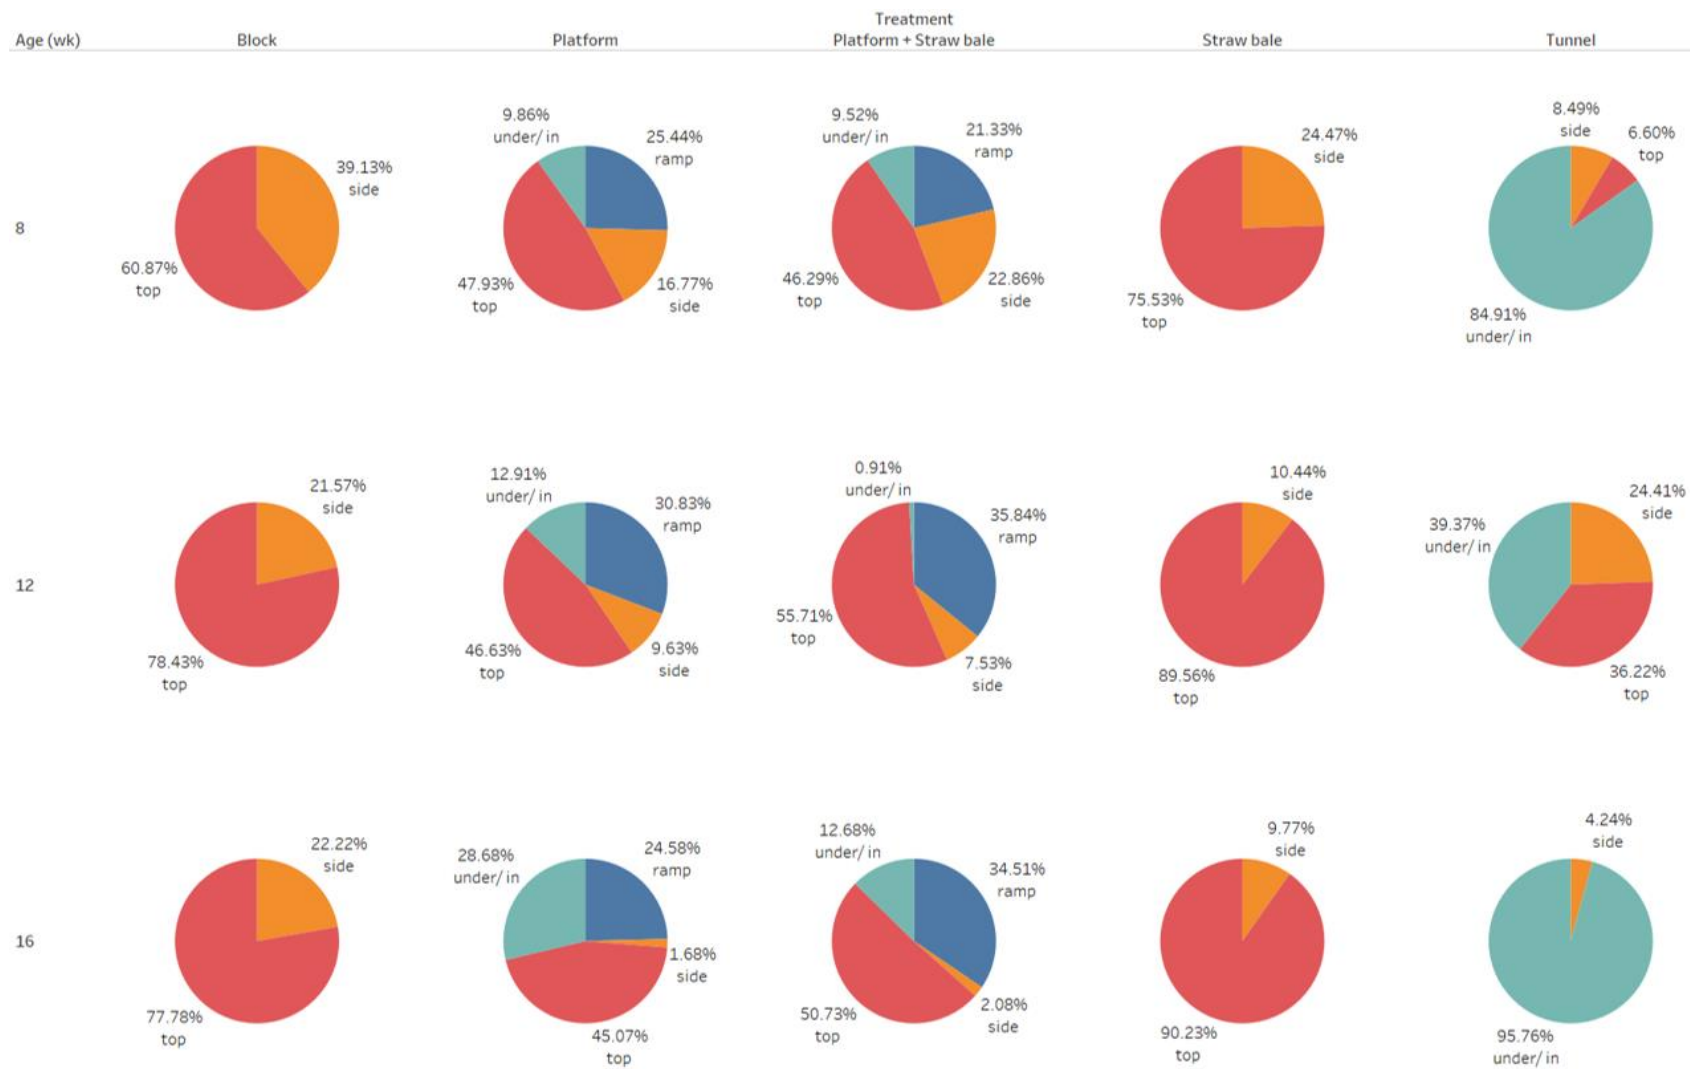 Treatment
Age (wk) Block Platform Platform + Straw bale Straw bale Tunnel
8
39.13%
side
60.87%
top
9.86%
under/ in
25.44%
ramp
47.93%
top
16.77%
side
9.52%
under/ in
21.33%
ramp
46.29%
top
22.86%
side
24.47%
side
75.53%
top
8.49%
side
6.60%
top
84.91%
under/ in
12
21.57%
side
78.43%
top
12.91%
under/ in
30.83%
ramp
46.63%
top
9.63%
side
0.91%
under/ in
35.84%
ramp
55.71%
top
7.53%
side
10.44%
side
89.56%
top
24.41%
side
39.37%
under/ in
36.22%
top
16
22.22%
side
77.78%
top
28.68%
under/ in
24.58%
ramp
1.68%
side
45.07%
top
12.68%
under/ in
34.51%
ramp
50.73%
top
2.08%
side
9.77%
side
90.23%
top
4.24%
side
95.76%
under/ in